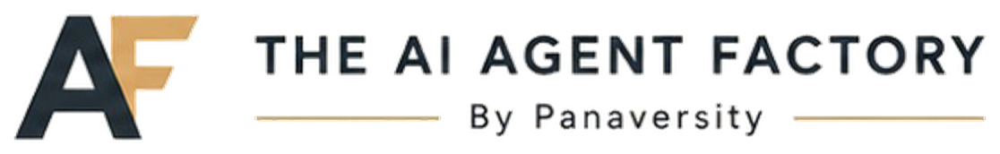 AF
THE AI AGENT FACTORY
By Panaversity